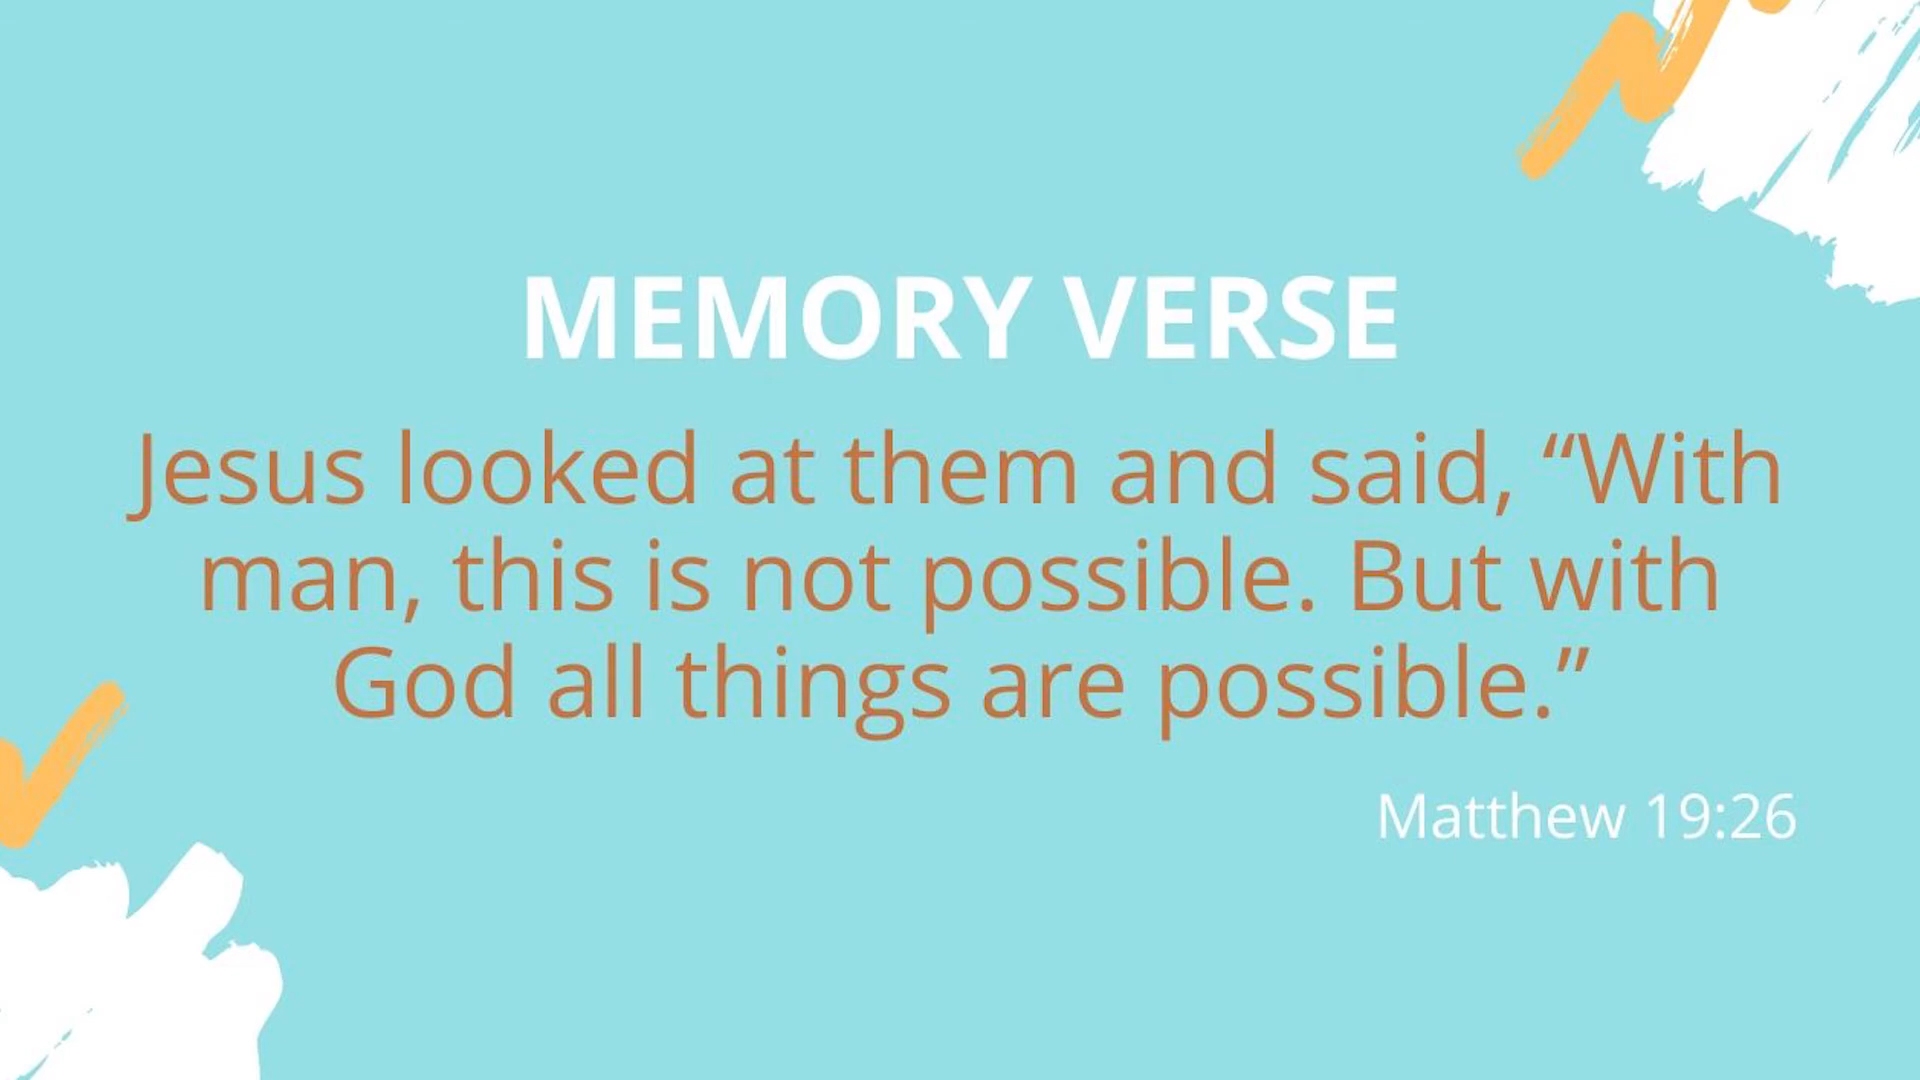 MEMORY VERSE
Jesus looked at them and said, “With
man, this is not possible. But with
God all things are possible.”
Matthew 19:26